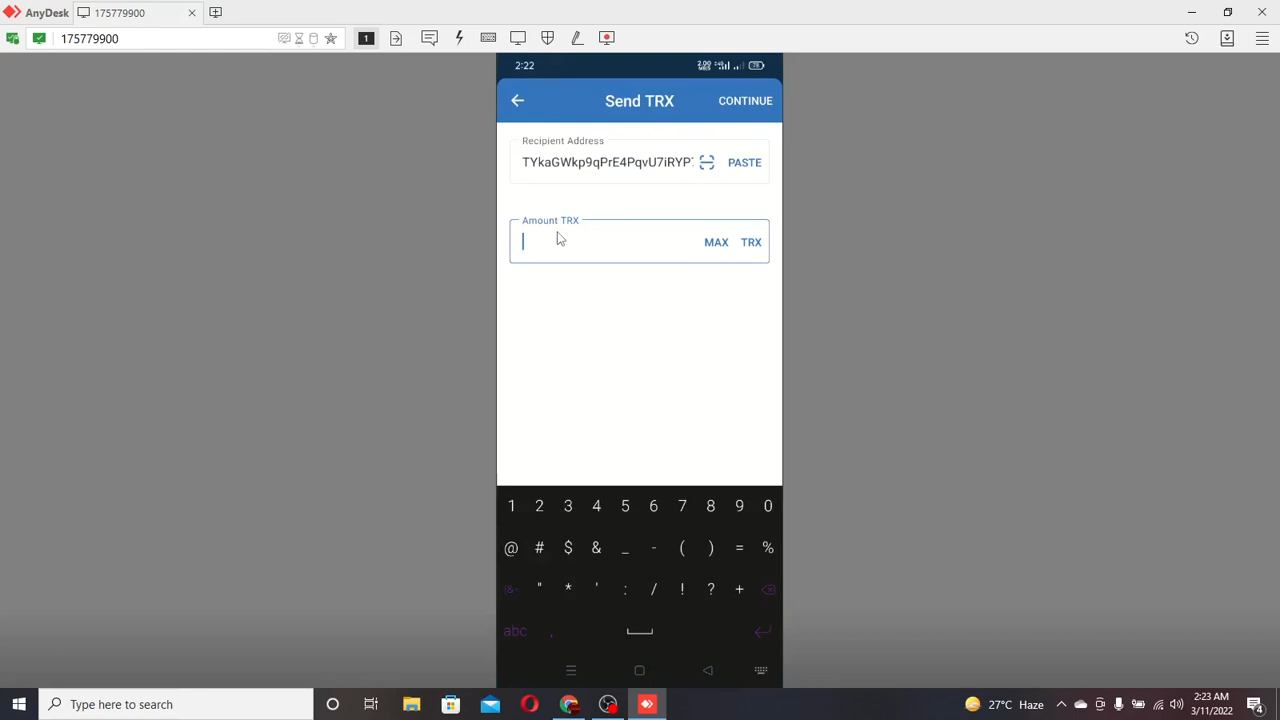 AnyDesk
175779900
175779900
1
2:22
Send TRX
CONTINUE
Recipient Address
TYkaGWkp9qPrE4PqvU7iRYP
PASTE
Amount TRX
MAX TRX
1 2 3 4 5 6 7 8 9 0
@ # $ & _ - ( ) = %
" * ' : / ! ? +
abc ,
Type here to search
27°C Haze
2:23 AM
3/11/2022
4